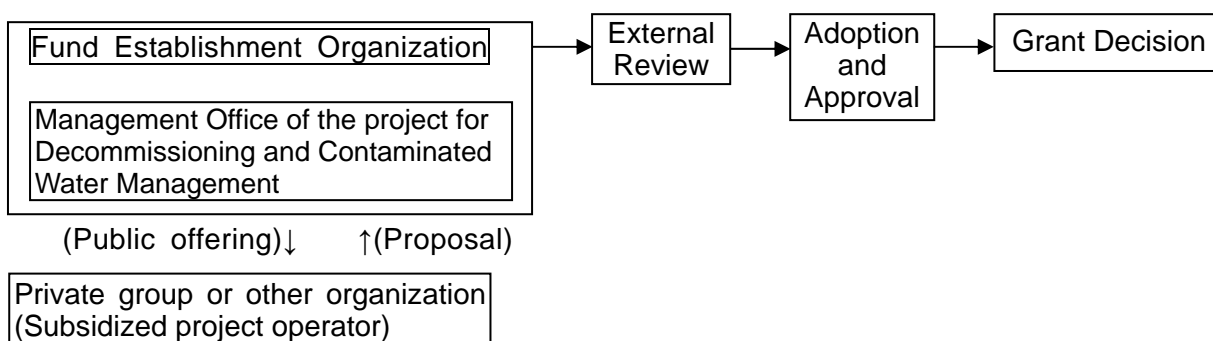 Fund Establishment Organization
Management Office of the project for
Decommissioning and Contaminated
Water Management
(Public offering)↓ ↑(Proposal)
Private group or other organization
(Subsidized project operator)
External
Review
Adoption
and
Approval
Grant Decision